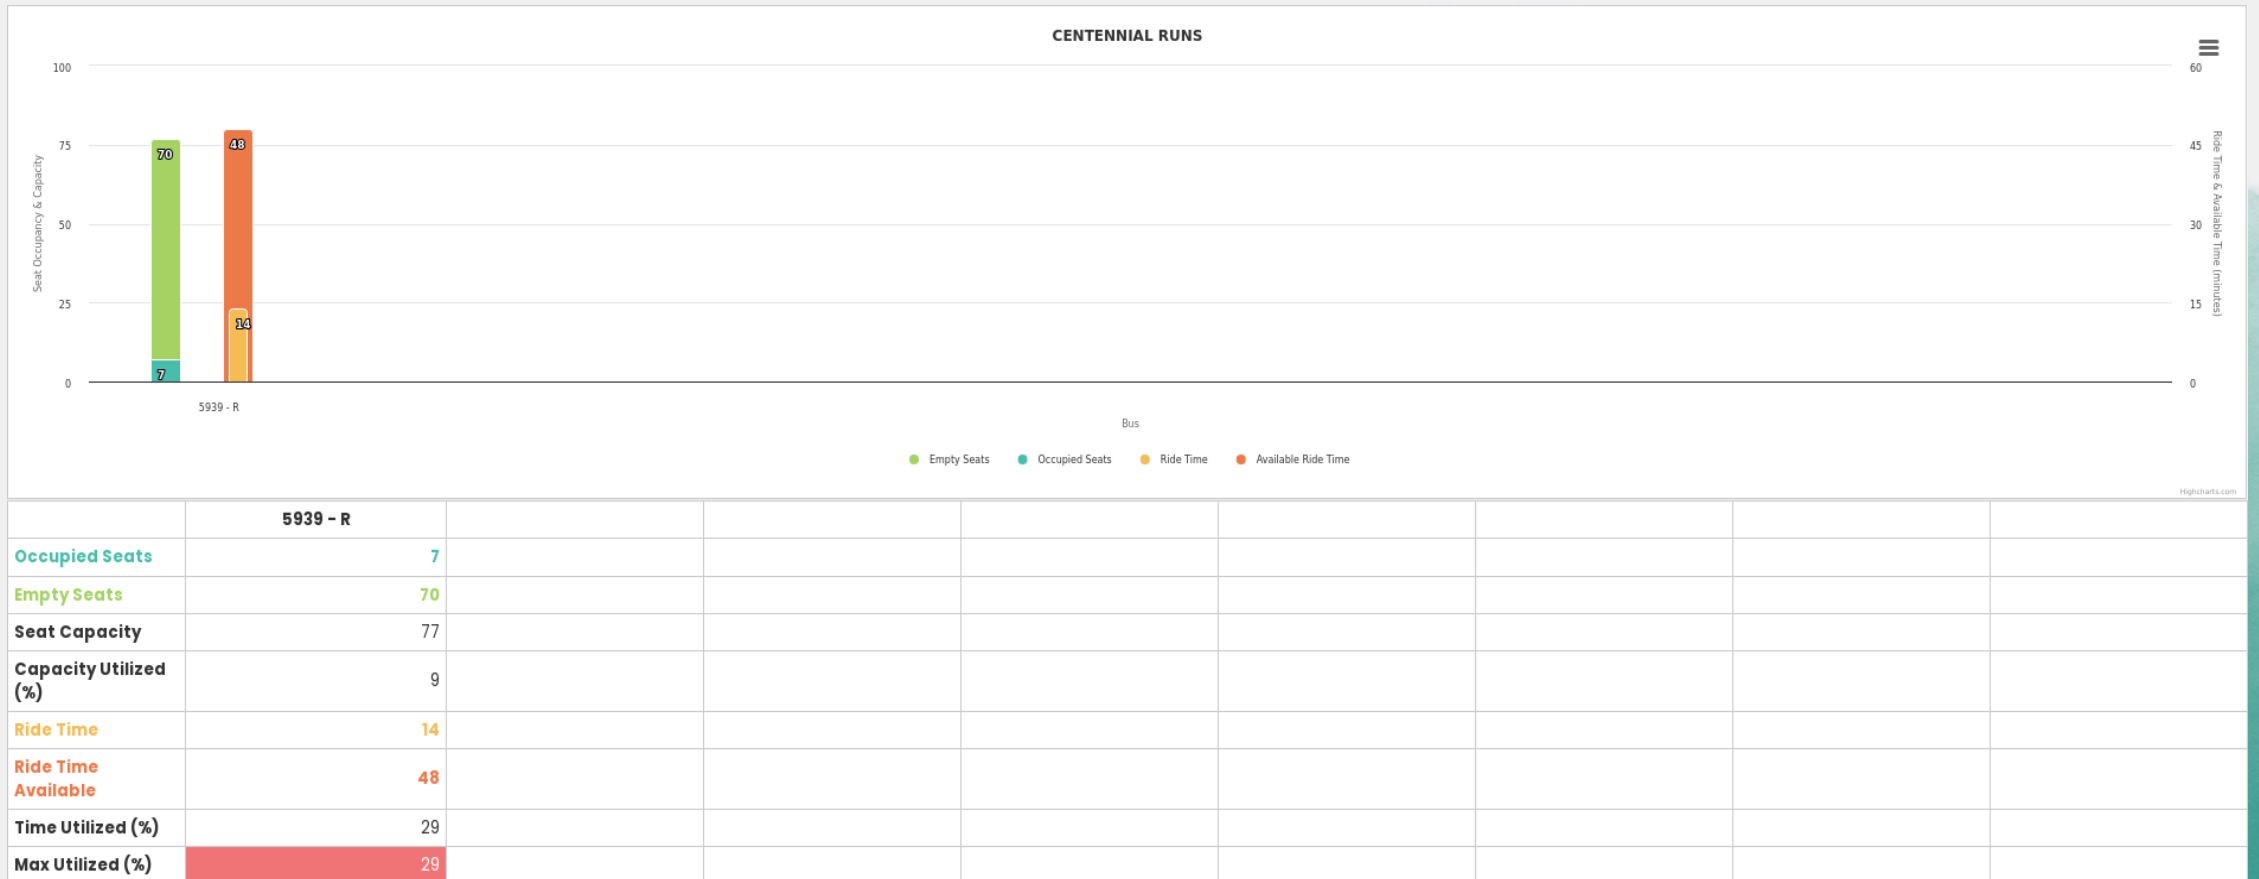 CENTENNIAL RUNS
100
75
50
25
0
Seat Occupancy & Capacity
60
45
30
15
0
Ride Time & Available Time (minutes)
70
7
48
14
5939 - R
Bus
Empty Seats
Occupied Seats
Ride Time
Available Ride Time
Highcharts.com
5939 - R
Occupied Seats 7
Empty Seats 70
Seat Capacity 77
Capacity Utilized
(%) 9
Ride Time 14
Ride Time
Available 48
Time Utilized (%) 29
Max Utilized (%) 29